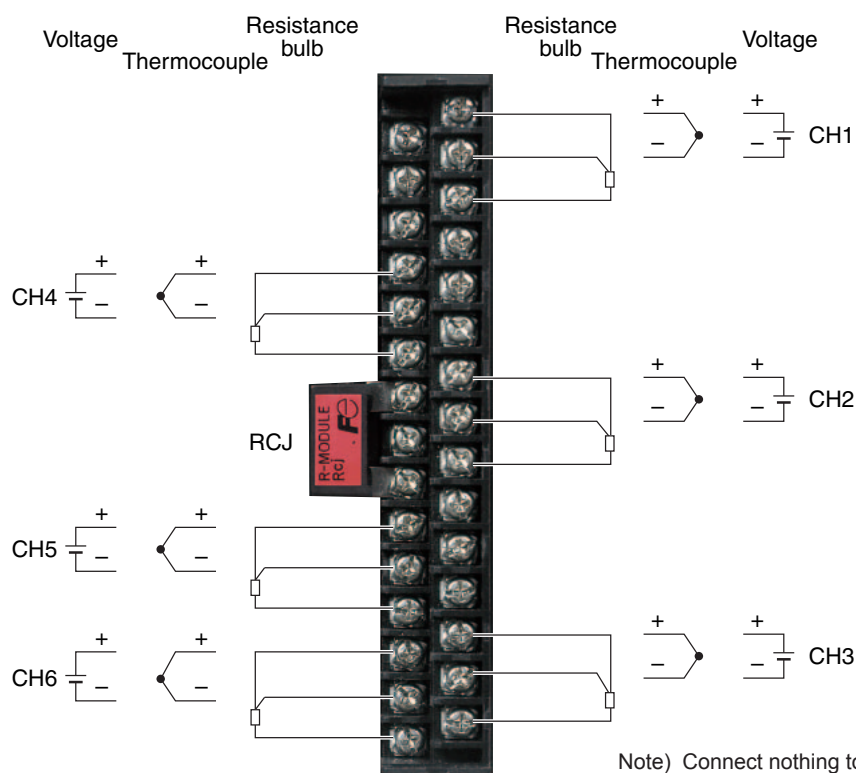 Voltage
Thermocouple
Resistance
bulb
Resistance
bulb
Thermocouple
Voltage
+
−
+
−
CH1
CH4
+
−
+
−
+
−
+
−
CH2
RCJ
R-MODULE
Rcj
CH5
+
−
+
−
CH6
+
−
+
−
+
−
+
−
CH3
Note) Connect nothing to